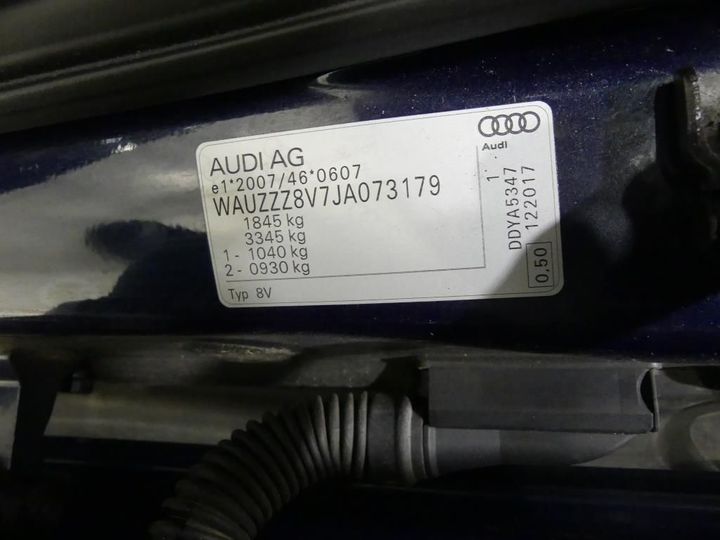 AUDI AG
e1*2007/46*0607
WAUZZZ8V7JA073179
1845 kg
3345 kg
1 - 1040 kg
2 - 0930 kg
Typ 8V
Audi
1
DDYA5347
122017
0,50